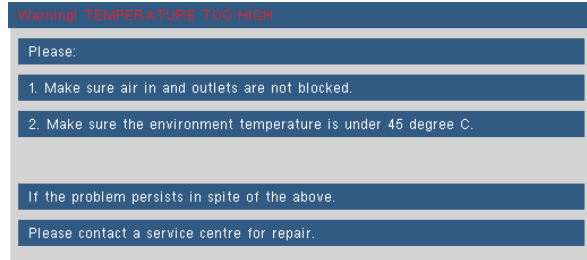 Warning! TEMPERATURE TOO HIGH
Please:
1. Make sure air in and outlets are not blocked.
2. Make sure the environment temperature is under 45 degree C.
If the problem persists in spite of the above.
Please contact a service centre for repair.